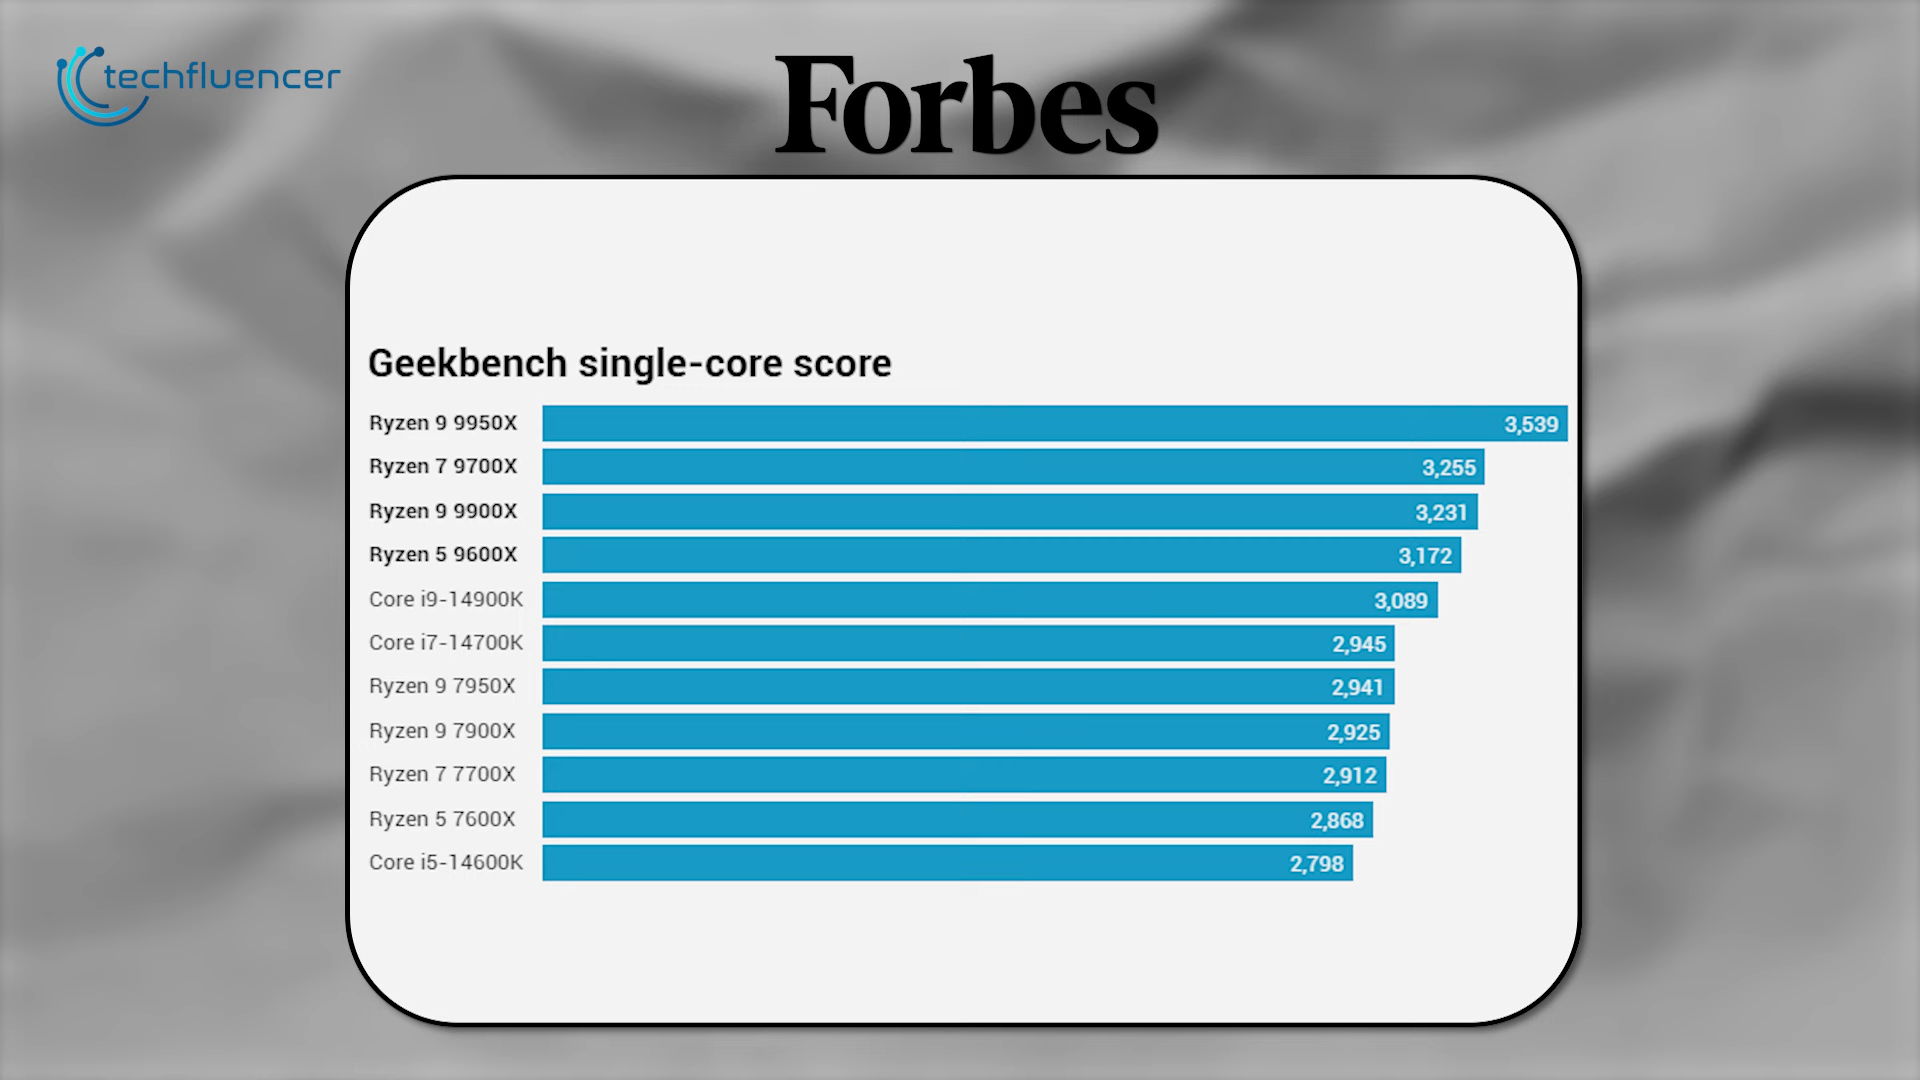 techfluencer
Forbes
Geekbench single-core score
Ryzen 9 9950X 3,539
Ryzen 7 9700X 3,255
Ryzen 9 9900X 3,231
Ryzen 5 9600X 3,172
Core i9-14900K 3,089
Core i7-14700K 2,945
Ryzen 9 7950X 2,941
Ryzen 9 7900X 2,925
Ryzen 7 7700X 2,912
Ryzen 5 7600X 2,868
Core i5-14600K 2,798